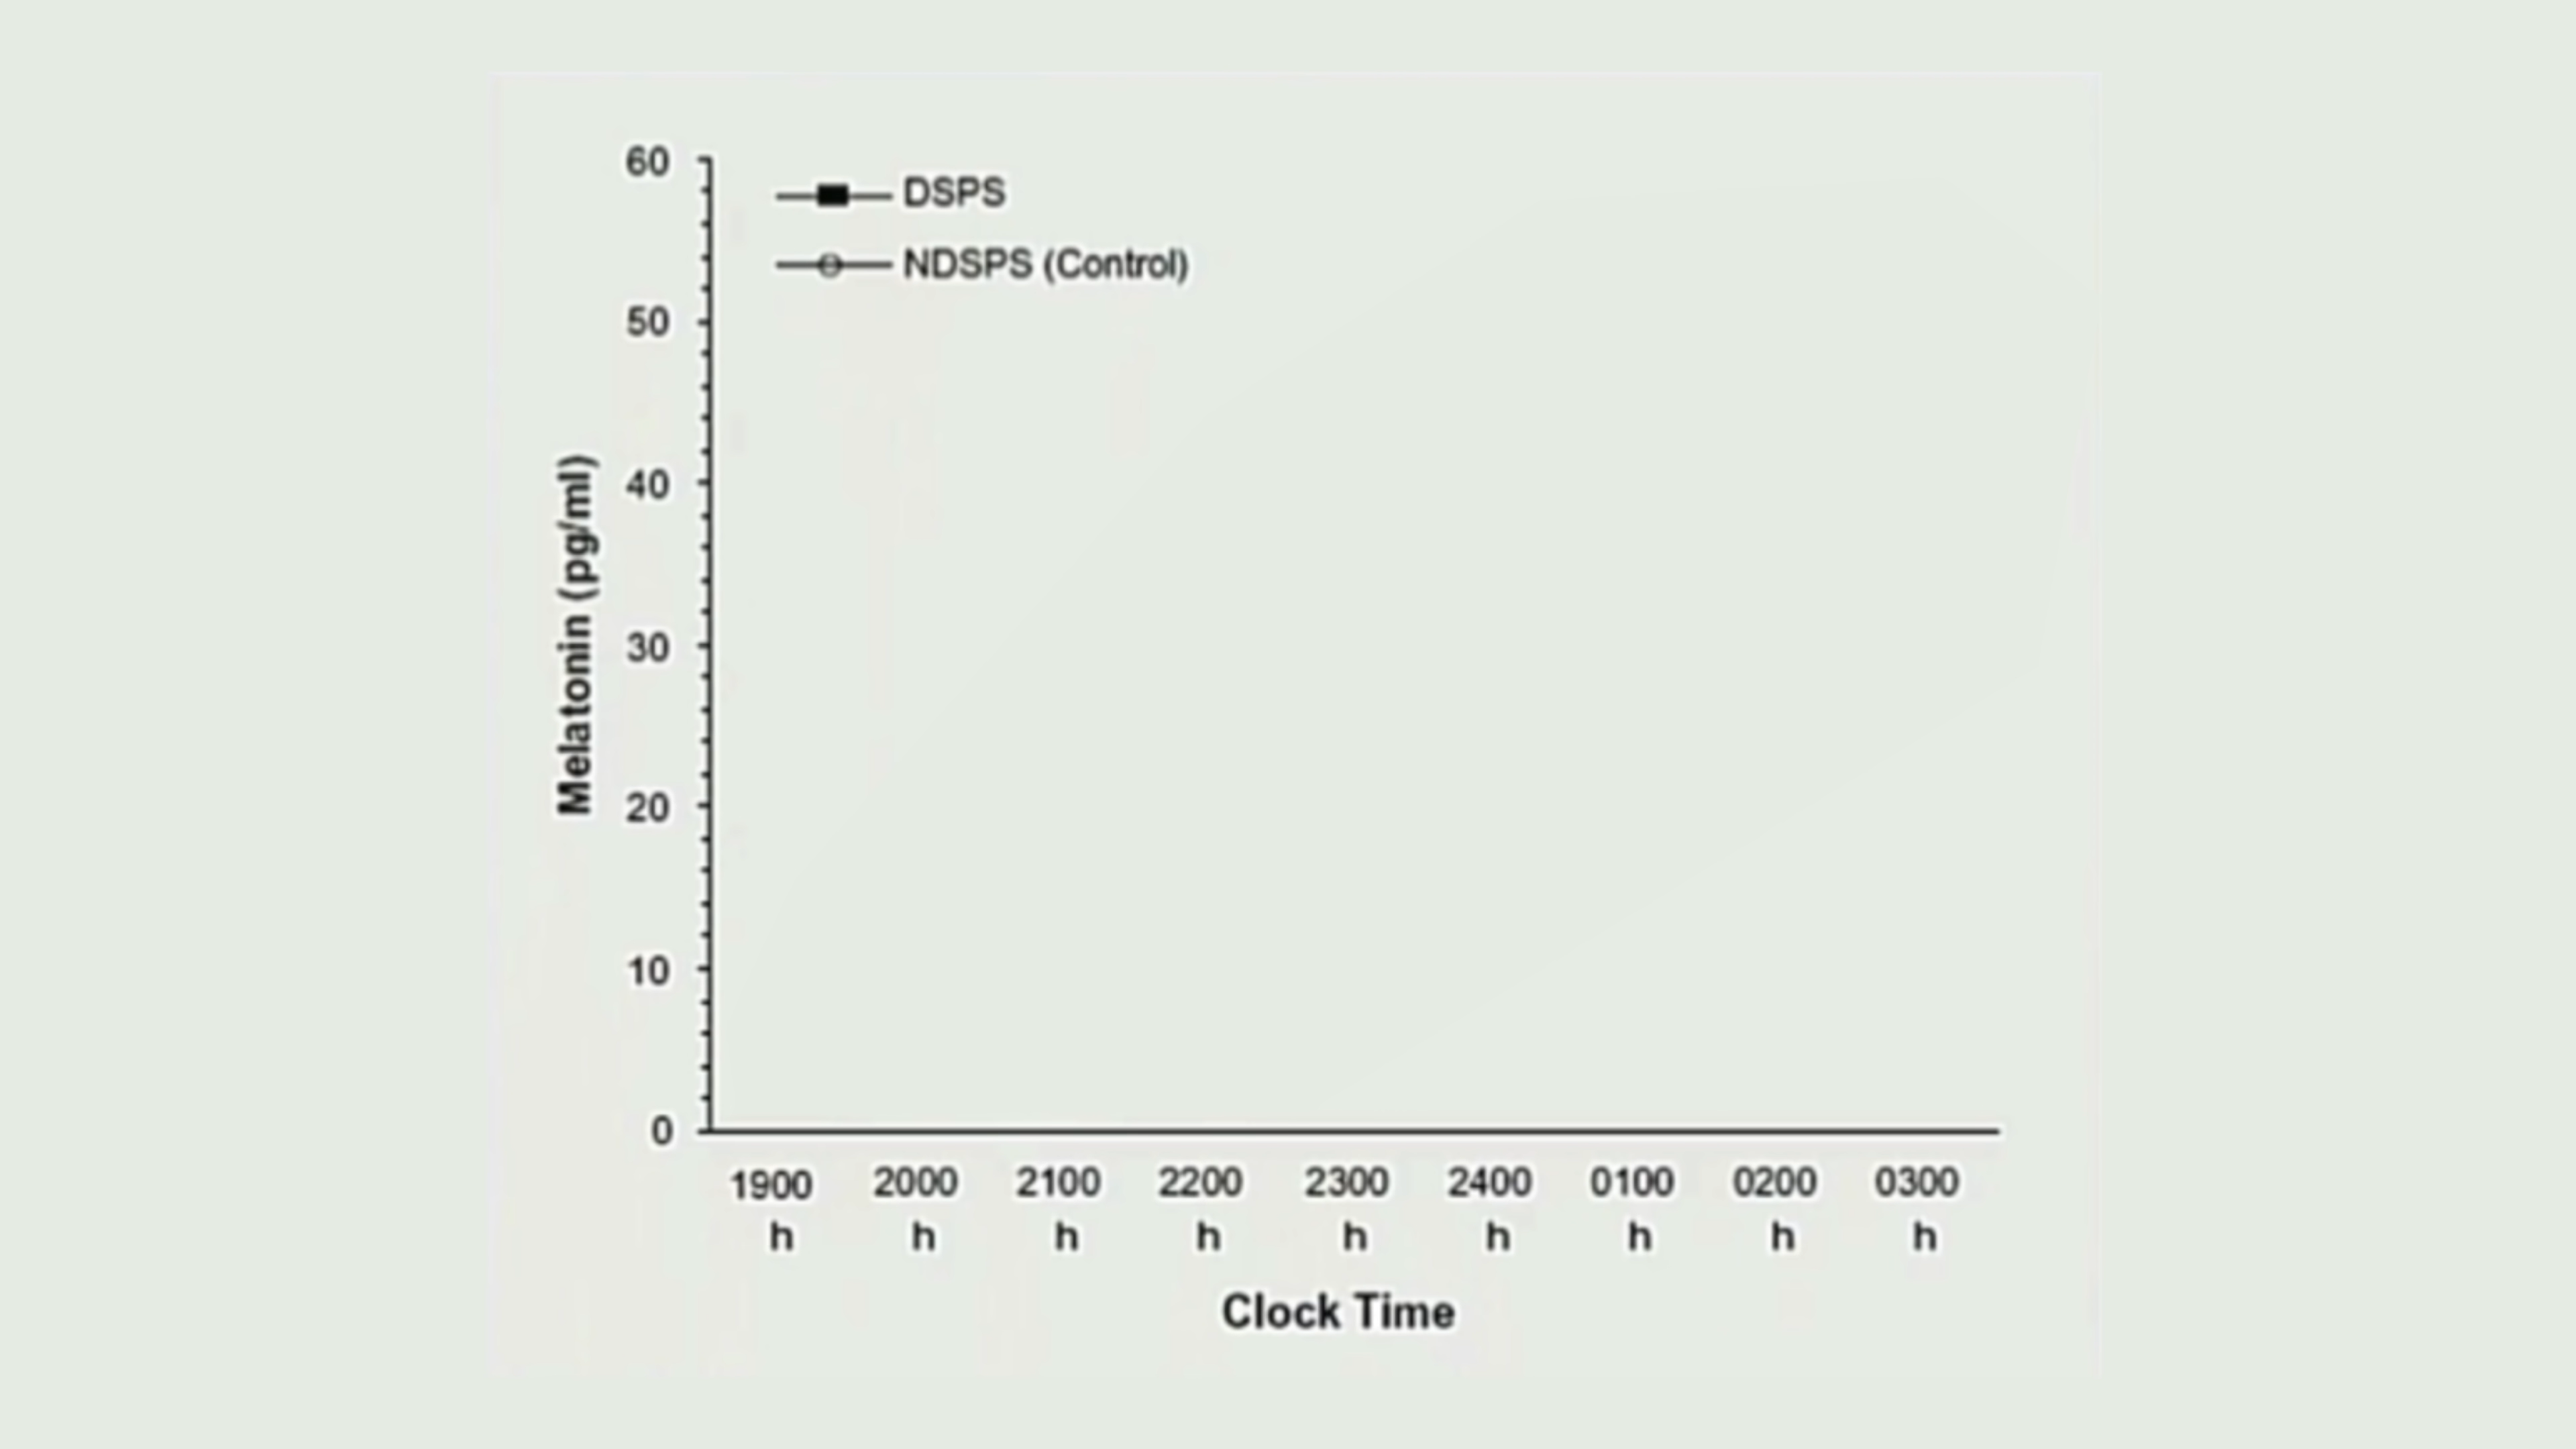 60
DSPS
NDSPS (Control)
50
40
30
20
10
0
Melatonin (pg/ml)
1900 2000 2100 2200 2300 2400 0100 0200 0300
h h h h h h h h h
Clock Time